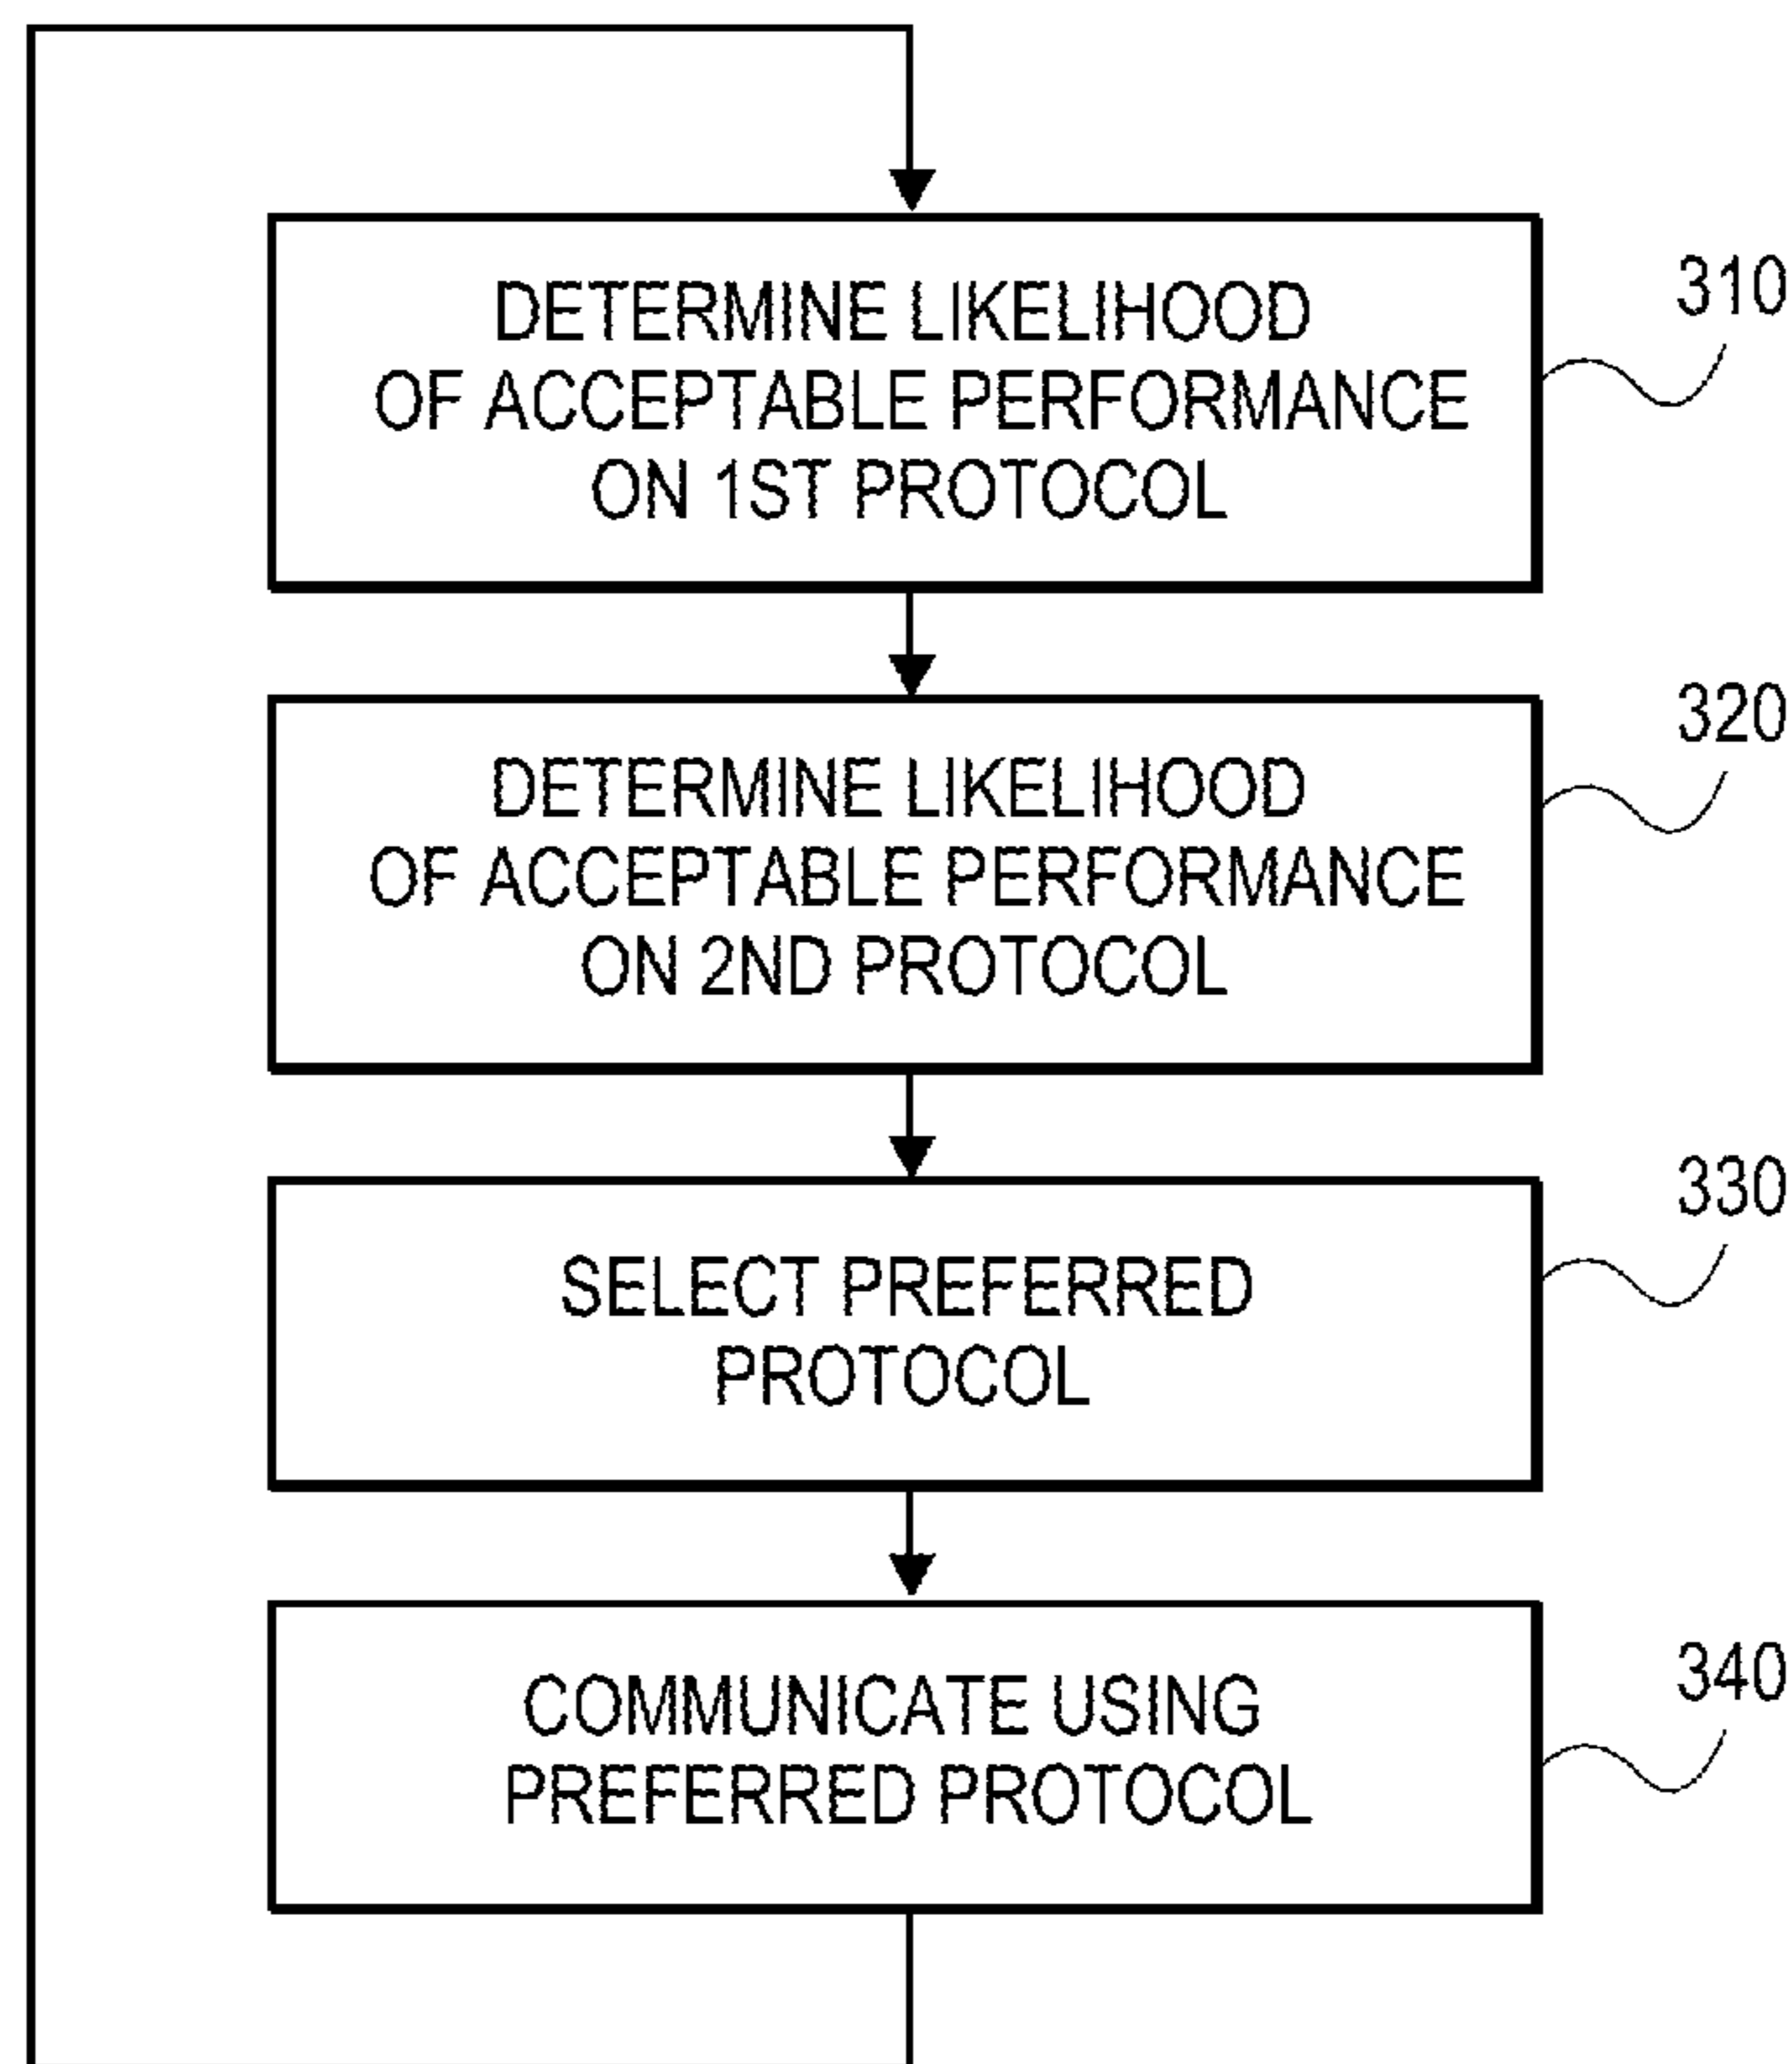 DETERMINE LIKELIHOOD
OF ACCEPTABLE PERFORMANCE
ON 1ST PROTOCOL
310
DETERMINE LIKELIHOOD
OF ACCEPTABLE PERFORMANCE
ON 2ND PROTOCOL
320
SELECT PREFERRED
PROTOCOL
330
COMMUNICATE USING
PREFERRED PROTOCOL
340